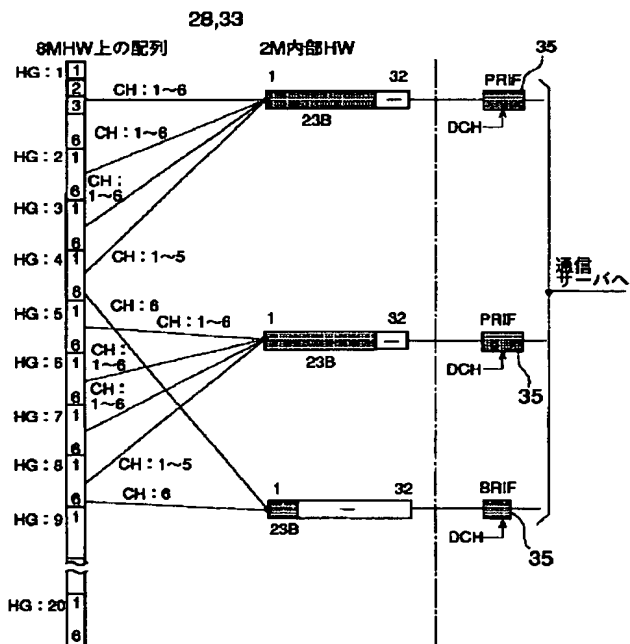 28,33
8MHW上の配列 2M内部HW
HG:1 1
2
3
6
CH:1~6
1 32
23B
PRIF
35
DCH
CH:1~6
HG:2 1
6
CH:
1~6
HG:3 1
6
HG:4 1
6
CH:1~5
通信
サーバへ
HG:5 1
6
CH:6
CH:1~6
1 32
23B
PRIF
35
DCH
HG:6 1
6
CH:
1~6
CH:
1~6
HG:7 1
6
HG:8 1
6
CH:1~5
CH:6
1 32
23B
BRIF
35
DCH
HG:9 1
HG:20 1
6